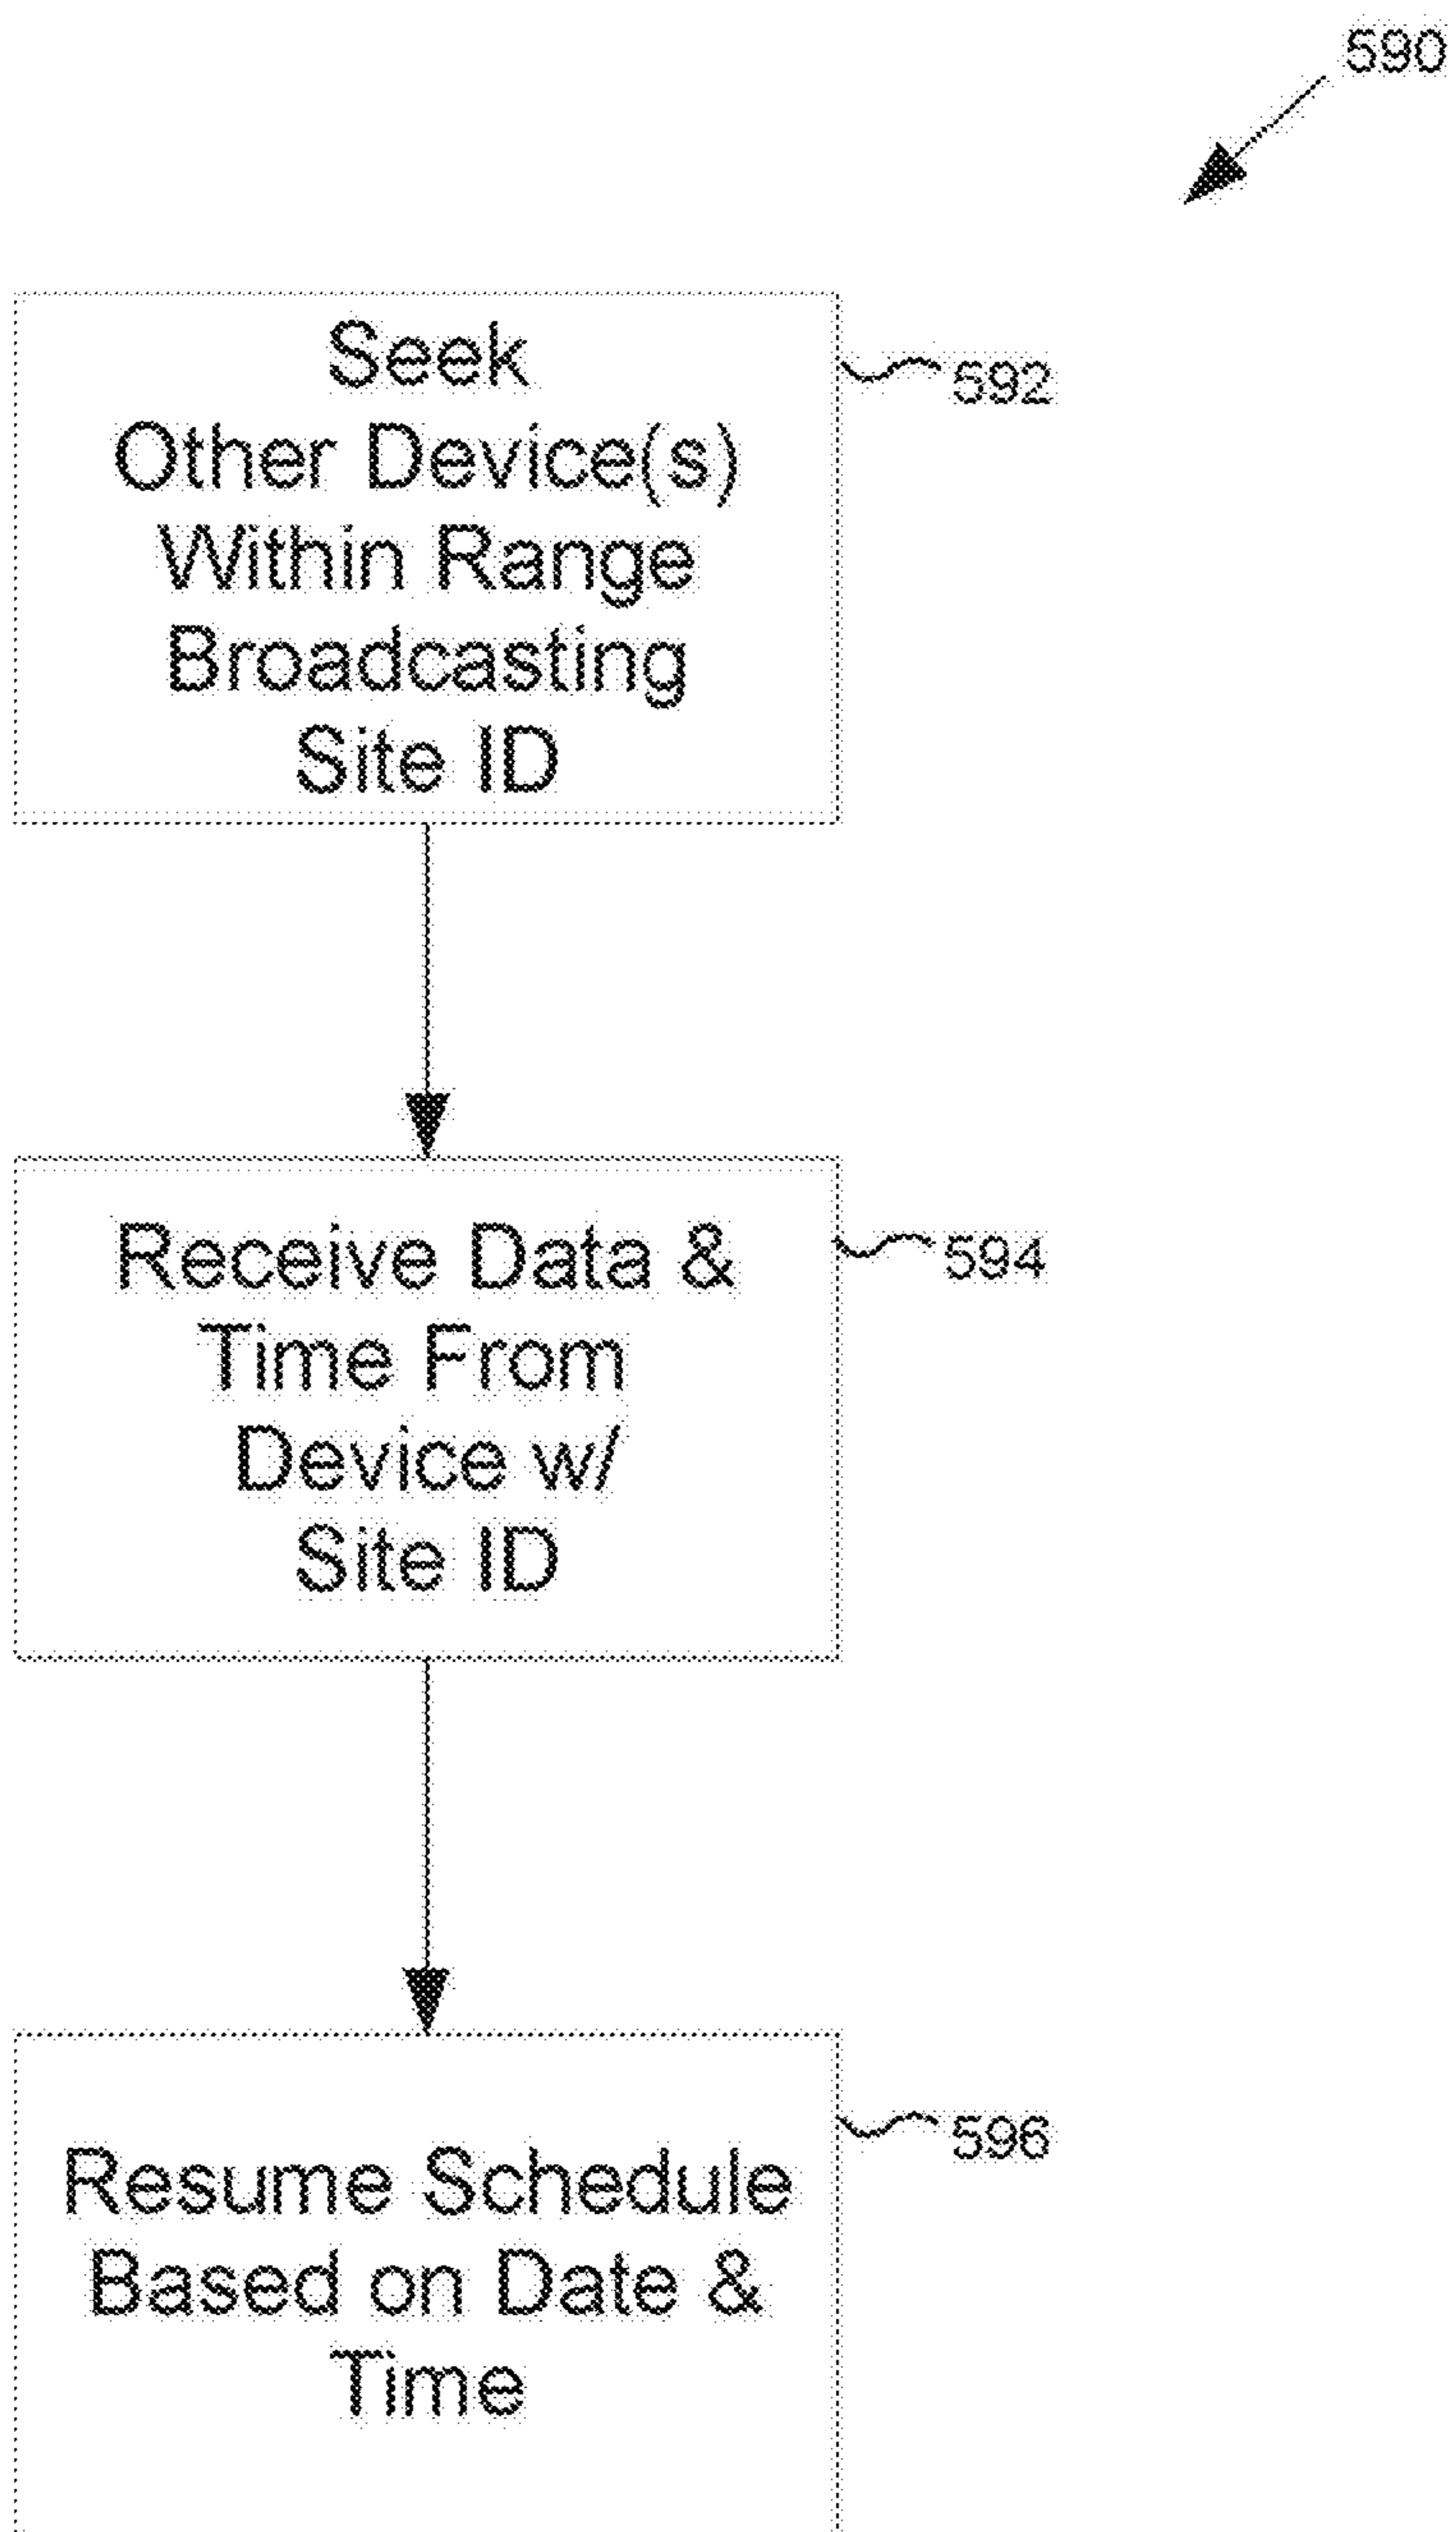 590
Seek
Other Device(s)
Within Range
Broadcasting
Site ID
592
Receive Data &
Time From
Device w/
Site ID
594
Resume Schedule
Based on Date &
Time
596